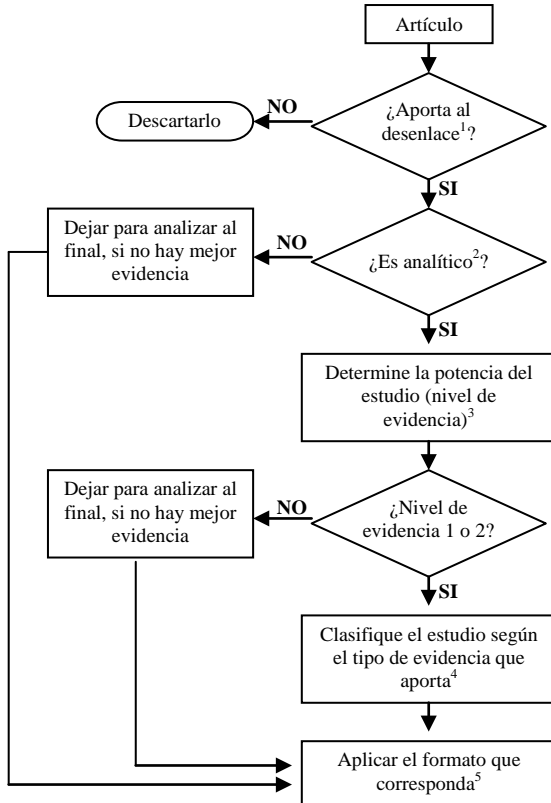 Artículo
¿Aporta al
desenlace¹?
NO
Descartarlo
SI
¿Es analítico²?
NO
Dejar para analizar al
final, si no hay mejor
evidencia
SI
Determine la potencia del
estudio (nivel de
evidencia)³
¿Nivel de
evidencia 1 o 2?
NO
Dejar para analizar al
final, si no hay mejor
evidencia
SI
Clasifique el estudio según
el tipo de evidencia que
aporta⁴
Aplicar el formato que
corresponda⁵